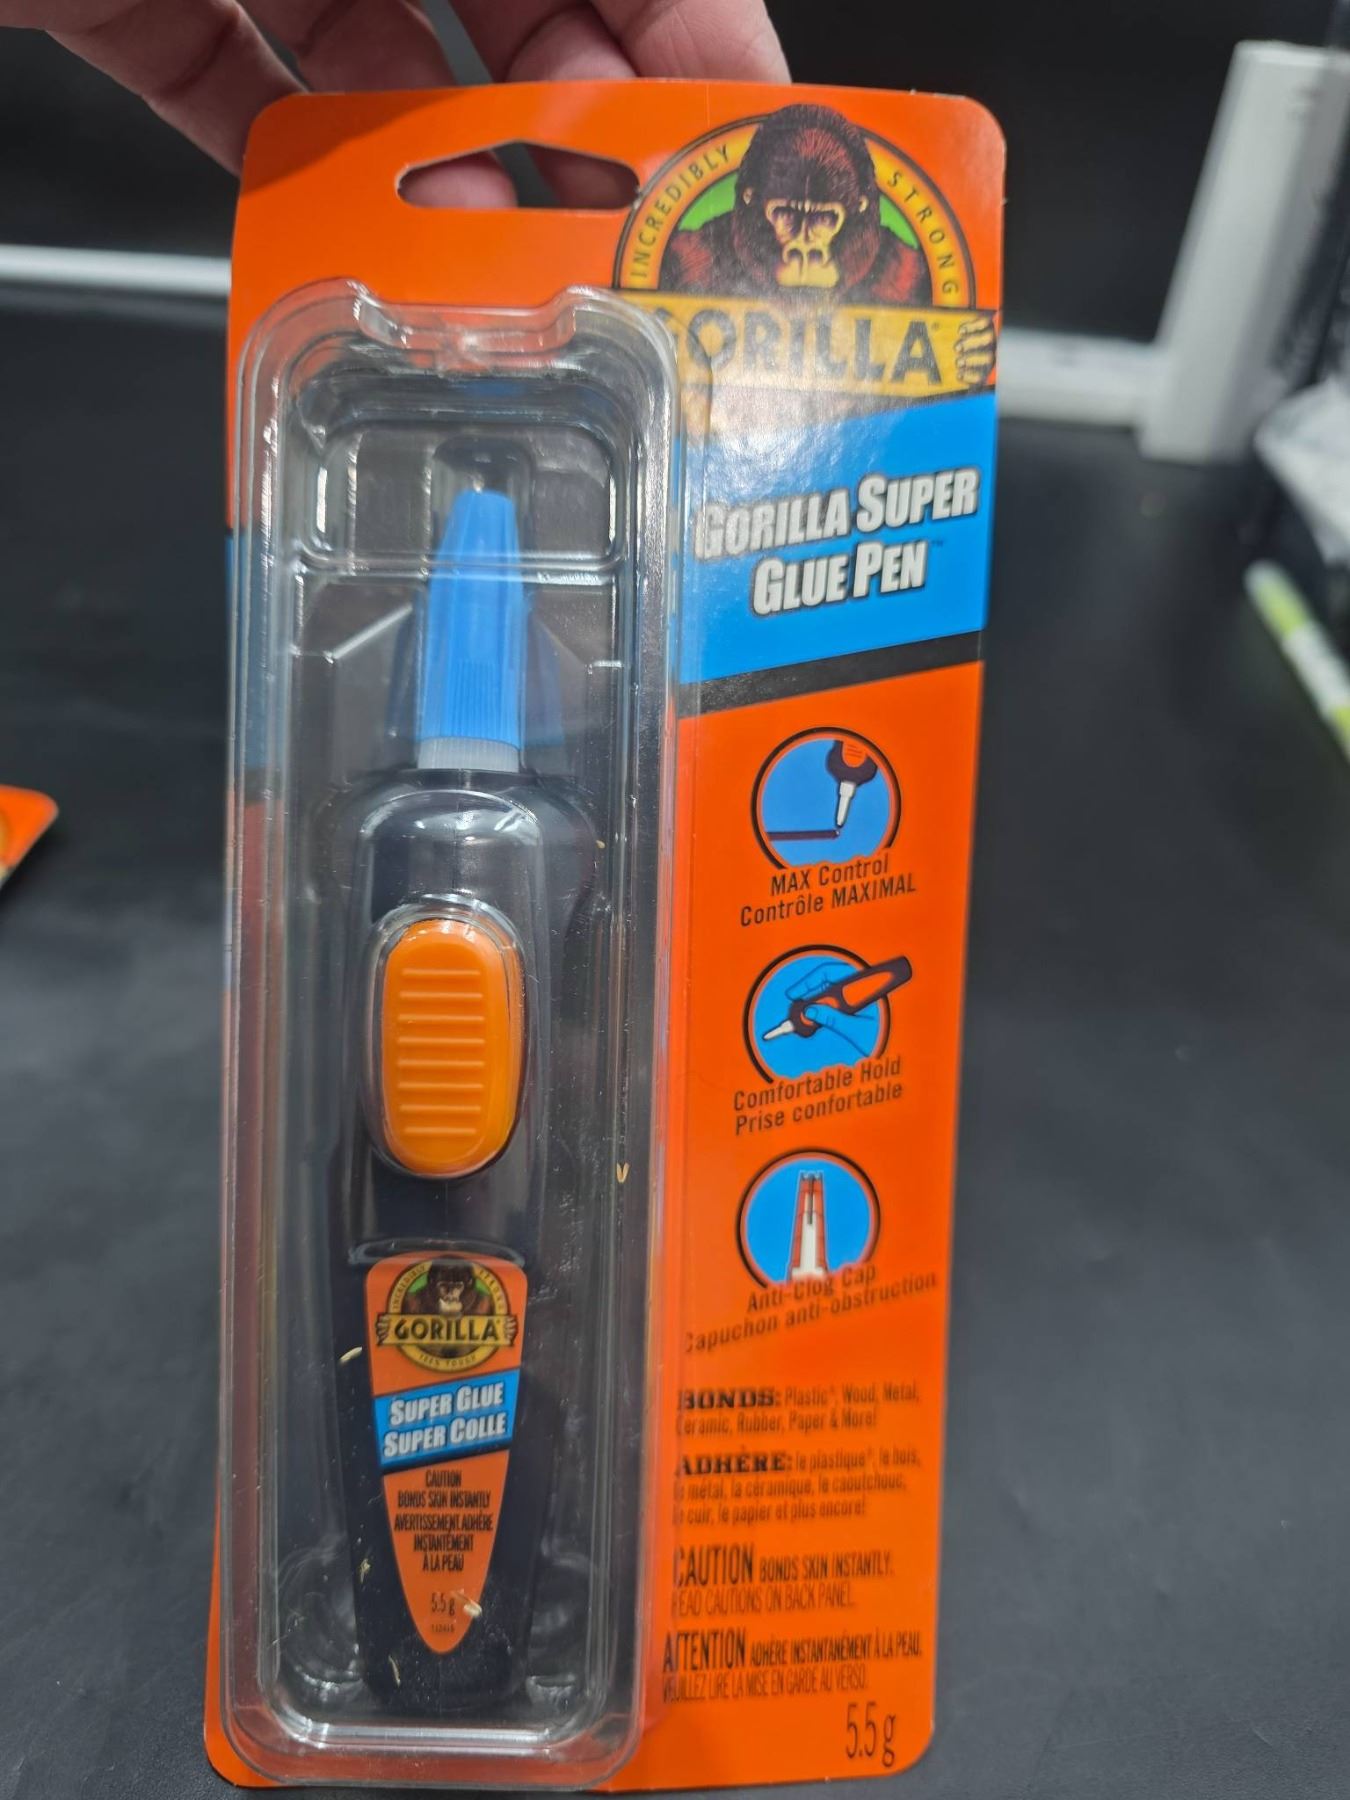 INCREDIBLY STRONG
GORILLA
GORILLA SUPER
GLUE PEN™
MAX Control
Contrôle MAXIMAL
Comfortable Hold
Prise confortable
Anti-Clog Cap
Capuchon anti-obstruction
BONDS: Plastic*, Wood, Metal,
Ceramic, Rubber, Paper & More!
ADHÈRE: le plastique*, le bois,
le métal, la céramique, le caoutchouc,
le cuir, le papier et plus encore!
CAUTION BONDS SKIN INSTANTLY.
READ CAUTIONS ON BACK PANEL.
ATTENTION ADHÈRE INSTANTANÉMENT À LA PEAU.
VEUILLEZ LIRE LA MISE EN GARDE AU VERSO.
5.5 g
GORILLA
SUPER GLUE
SUPER COLLE
CAUTION
BONDS SKIN INSTANTLY
AVERTISSEMENT ADHÈRE
INSTANTÉMENT
À LA PEAU
5.5 g